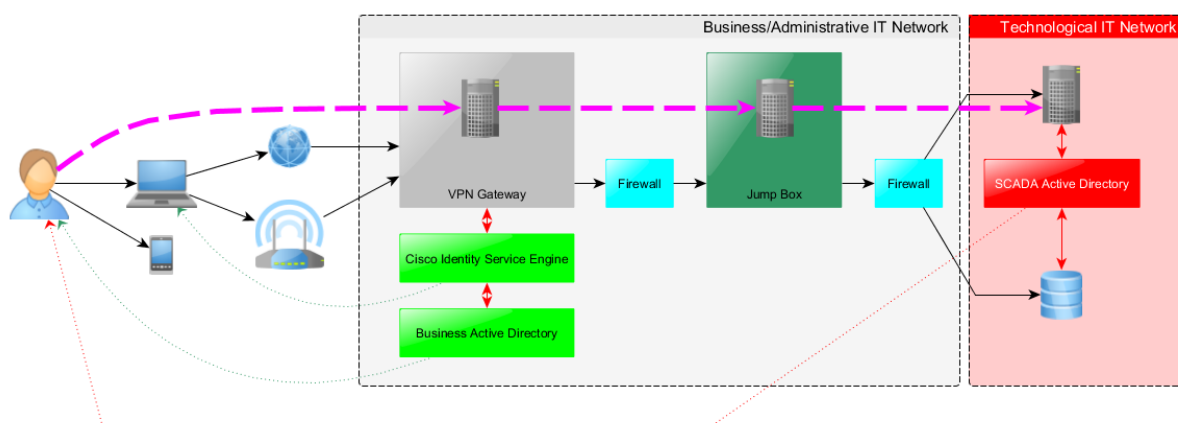 Business/Administrative IT Network
Technological IT Network
VPN Gateway
Firewall
Jump Box
Firewall
SCADA Active Directory
Cisco Identity Service Engine
Business Active Directory